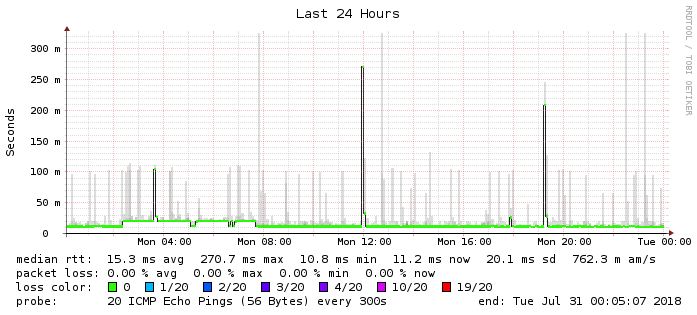 Last 24 Hours
RRDTOOL / TOBI OETIKER
Seconds
300 m
250 m
200 m
150 m
100 m
50 m
0
Mon 04:00 Mon 08:00 Mon 12:00 Mon 16:00 Mon 20:00 Tue 00:00
median rtt: 15.3 ms avg 270.7 ms max 10.8 ms min 11.2 ms now 20.1 ms sd 762.3 m am/s
packet loss: 0.00 % avg 0.00 % max 0.00 % min 0.00 % now
loss color: 0 1/20 2/20 3/20 4/20 10/20 19/20
probe: 20 ICMP Echo Pings (56 Bytes) every 300s end: Tue Jul 31 00:05:07 2018